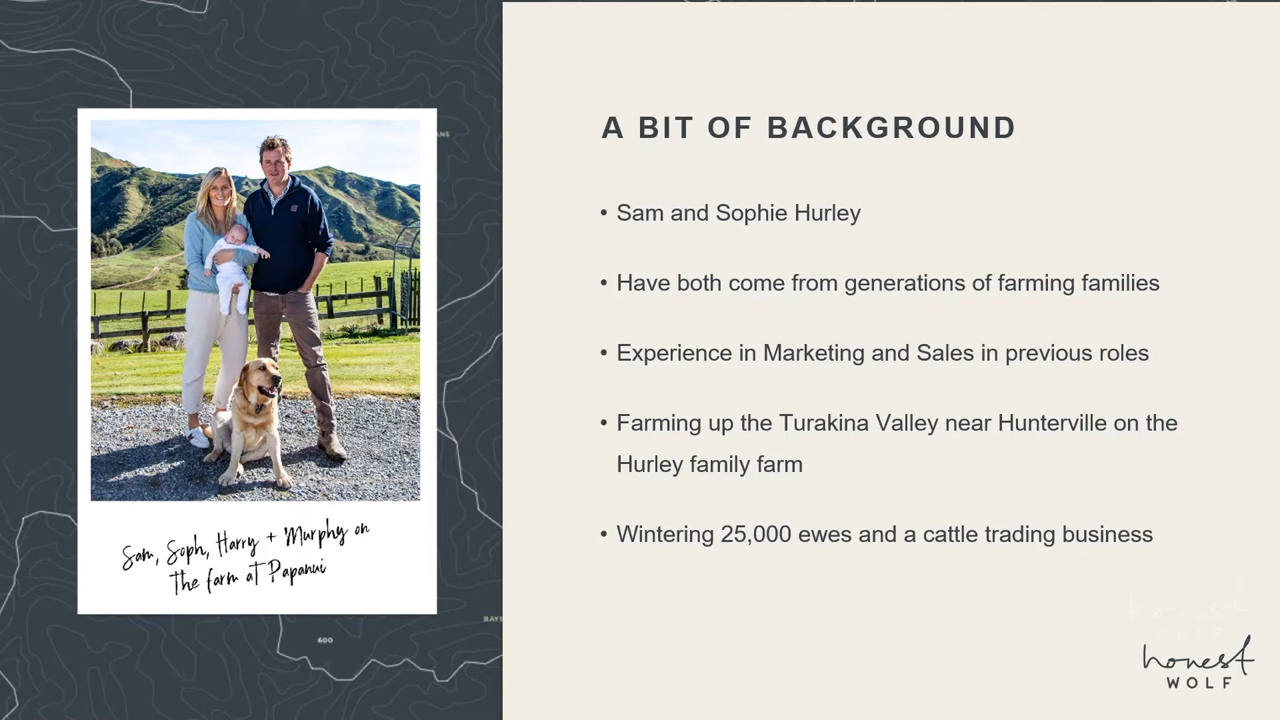 A BIT OF BACKGROUND
• Sam and Sophie Hurley
• Have both come from generations of farming families
• Experience in Marketing and Sales in previous roles
• Farming up the Turakina Valley near Hunterville on the
Hurley family farm
• Wintering 25,000 ewes and a cattle trading business
Sam, Soph, Harry + Murphy on
The farm at Papanui
600
honest
WOLF